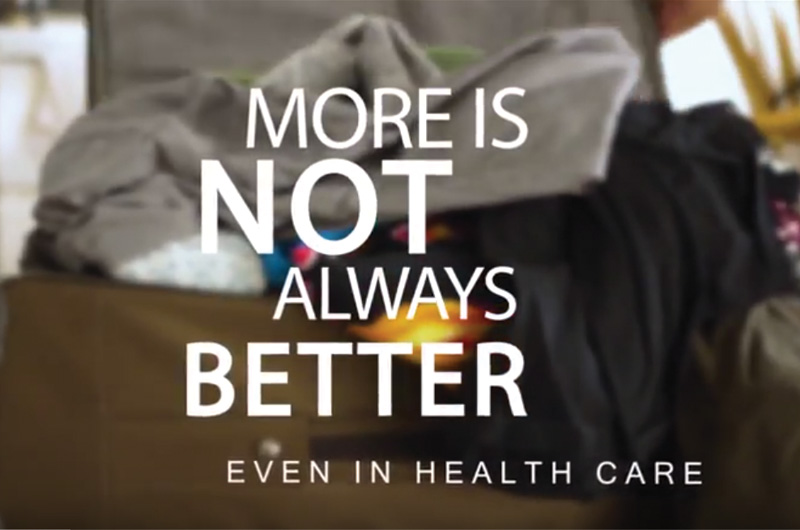 MORE IS
NOT
ALWAYS
BETTER
EVEN IN HEALTH CARE